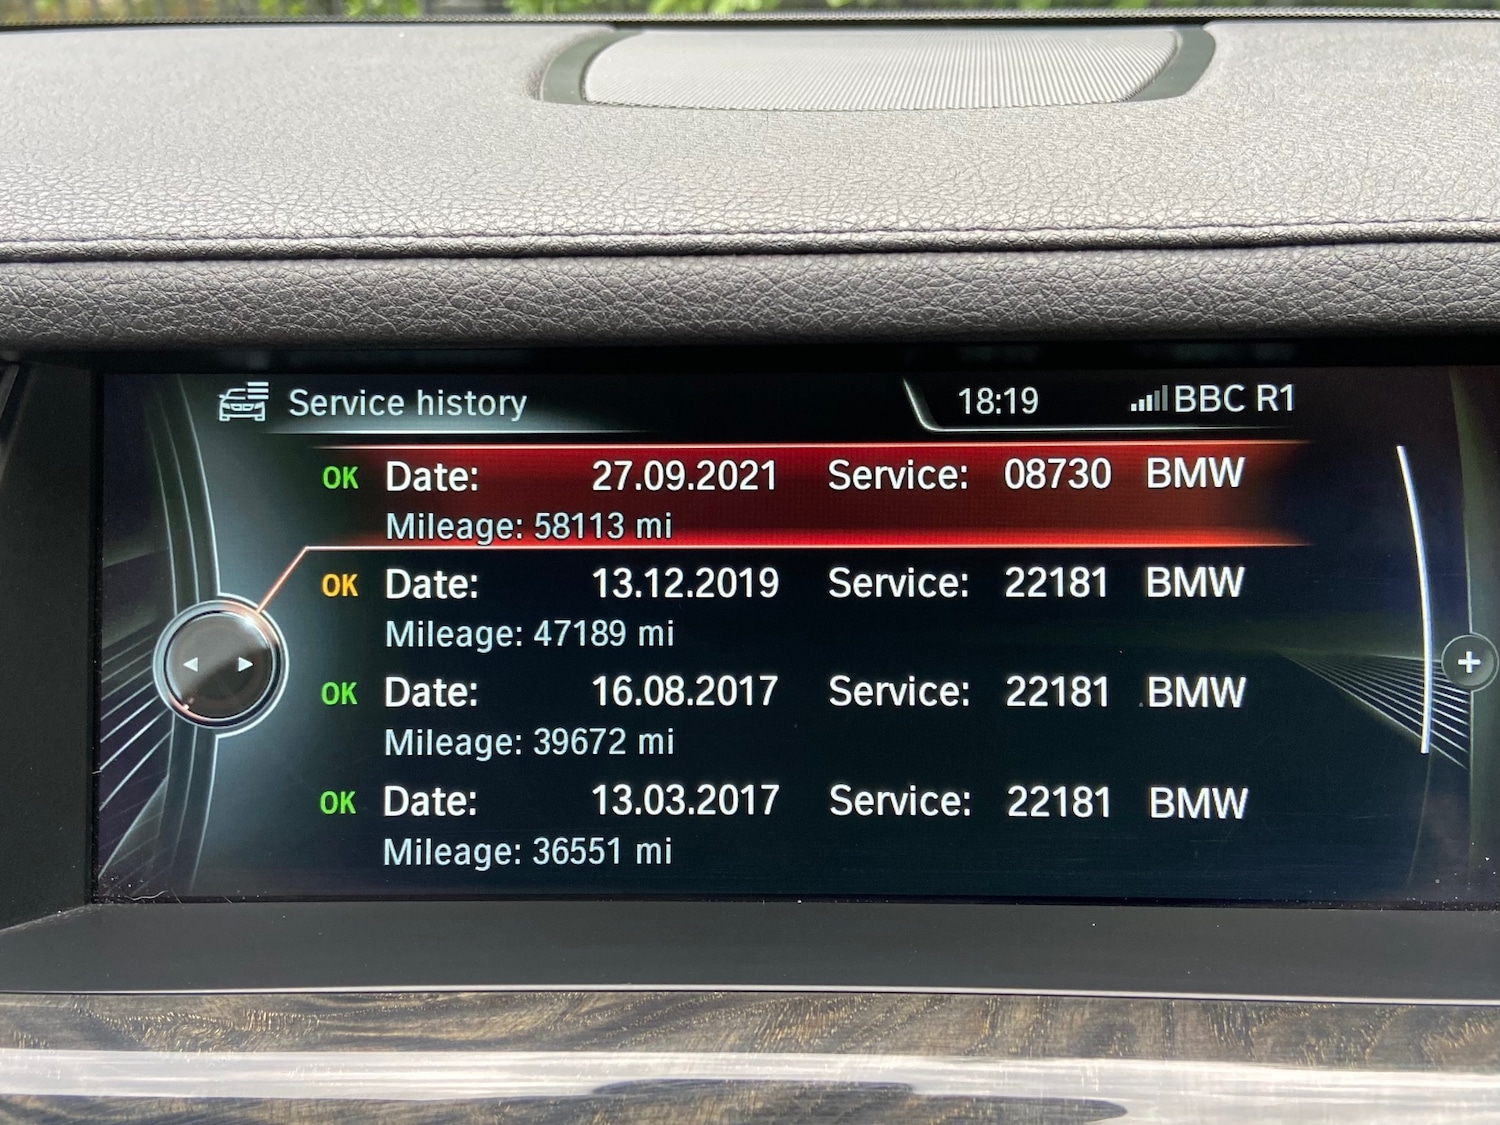 Service history 18:19 BBC R1
OK Date: 27.09.2021 Service: 08730 BMW
Mileage: 58113 mi
OK Date: 13.12.2019 Service: 22181 BMW
Mileage: 47189 mi
OK Date: 16.08.2017 Service: 22181 BMW
Mileage: 39672 mi
OK Date: 13.03.2017 Service: 22181 BMW
Mileage: 36551 mi